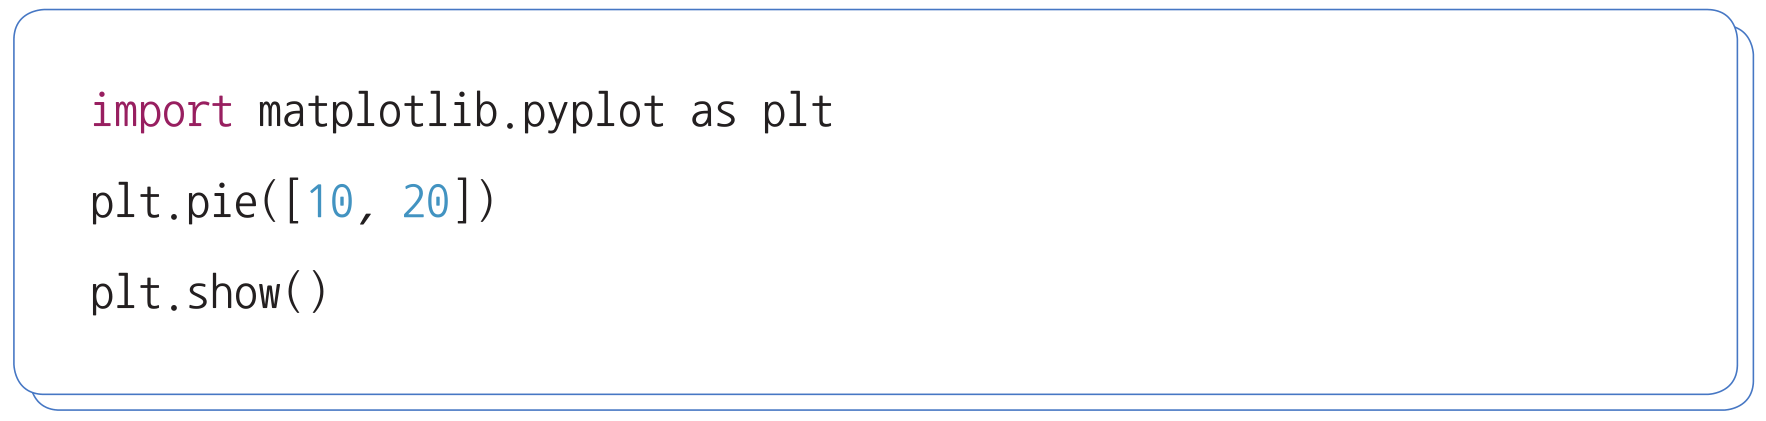 import matplotlib.pyplot as plt
plt.pie([10, 20])
plt.show()